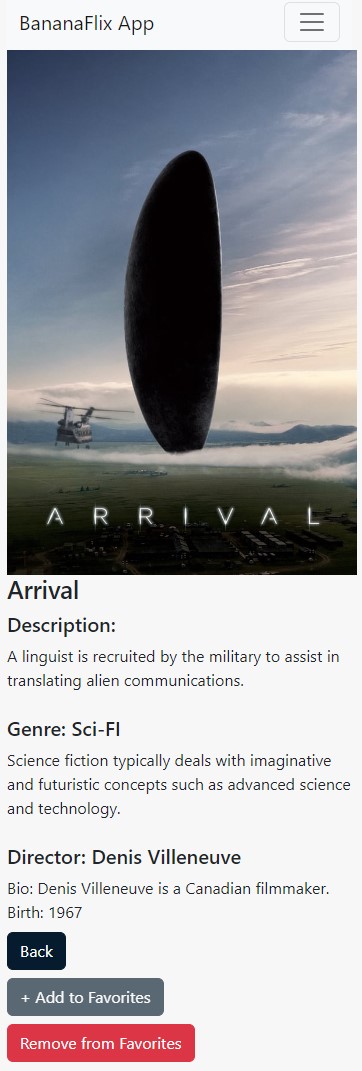 BananaFlix App
ARRIVAL
Arrival
Description:
A linguist is recruited by the military to assist in
translating alien communications.
Genre: Sci-FI
Science fiction typically deals with imaginative
and futuristic concepts such as advanced science
and technology.
Director: Denis Villeneuve
Bio: Denis Villeneuve is a Canadian filmmaker.
Birth: 1967
Back
+ Add to Favorites
Remove from Favorites